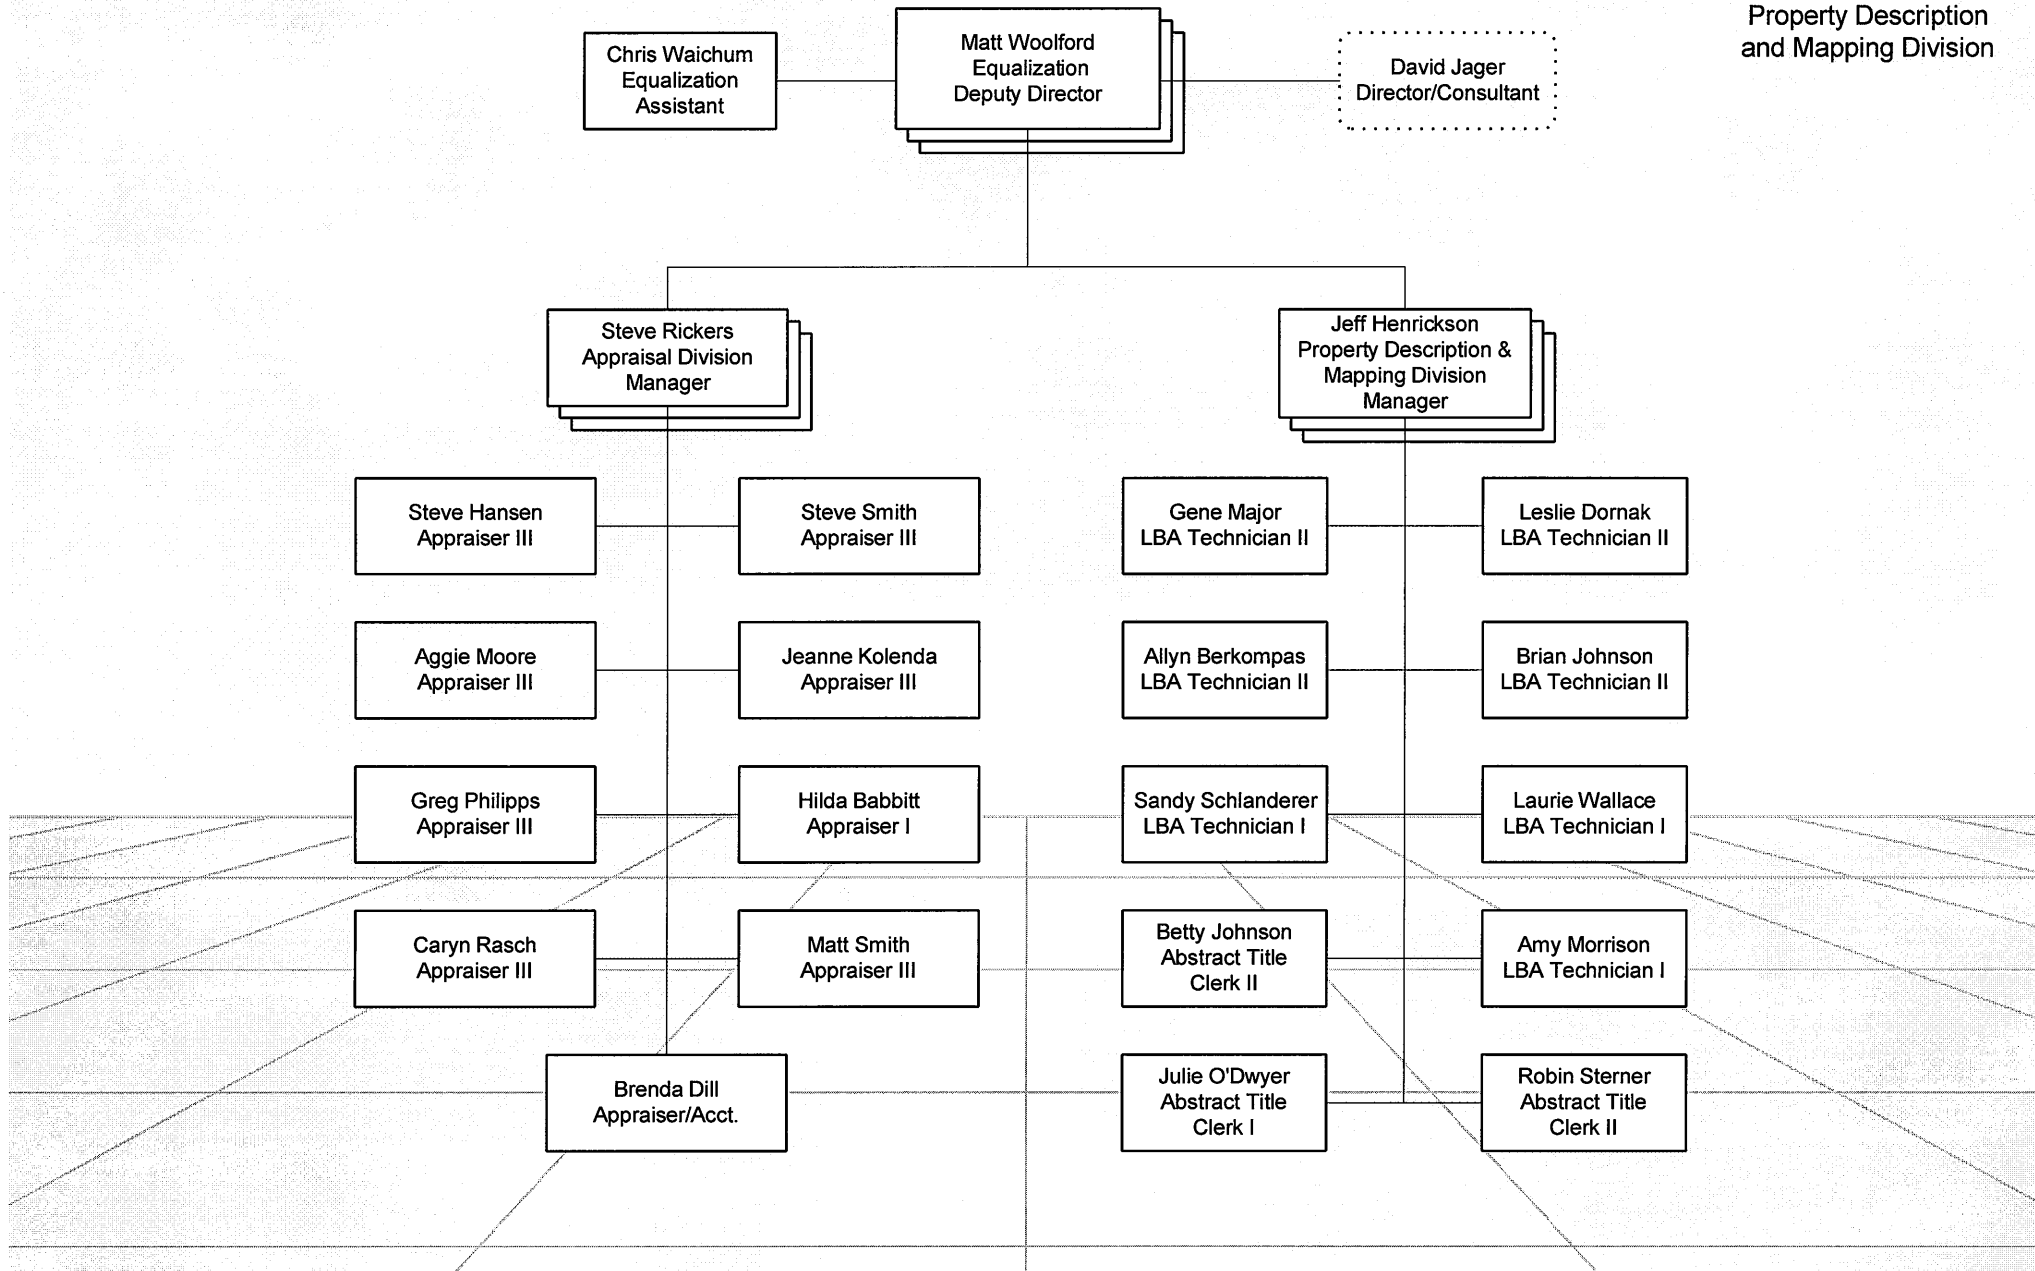 Property Description
and Mapping Division
Chris Waichum
Equalization
Assistant
Matt Woolford
Equalization
Deputy Director
David Jager
Director/Consultant
Steve Rickers
Appraisal Division
Manager
Jeff Henrickson
Property Description &
Mapping Division
Manager
Steve Hansen
Appraiser III
Steve Smith
Appraiser III
Gene Major
LBA Technician II
Leslie Dornak
LBA Technician II
Aggie Moore
Appraiser III
Jeanne Kolenda
Appraiser III
Allyn Berkompas
LBA Technician II
Brian Johnson
LBA Technician II
Greg Philipps
Appraiser III
Hilda Babbitt
Appraiser I
Sandy Schlanderer
LBA Technician I
Laurie Wallace
LBA Technician I
Caryn Rasch
Appraiser III
Matt Smith
Appraiser III
Betty Johnson
Abstract Title
Clerk II
Amy Morrison
LBA Technician I
Brenda Dill
Appraiser/Acct.
Julie O'Dwyer
Abstract Title
Clerk I
Robin Sterner
Abstract Title
Clerk II